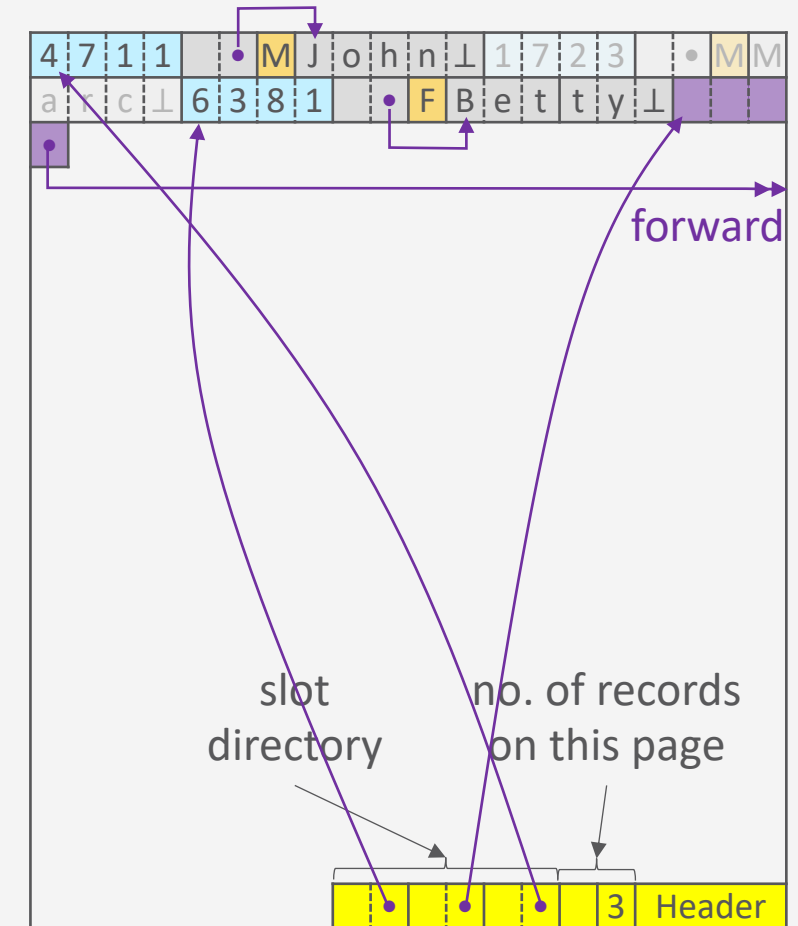 4 7 1 1 • M J o h n ⊥ 1 7 2 3 • M M
a r c ⊥ 6 3 8 1 • F B e t t y ⊥
forward
slot directory
no. of records on this page
3 Header